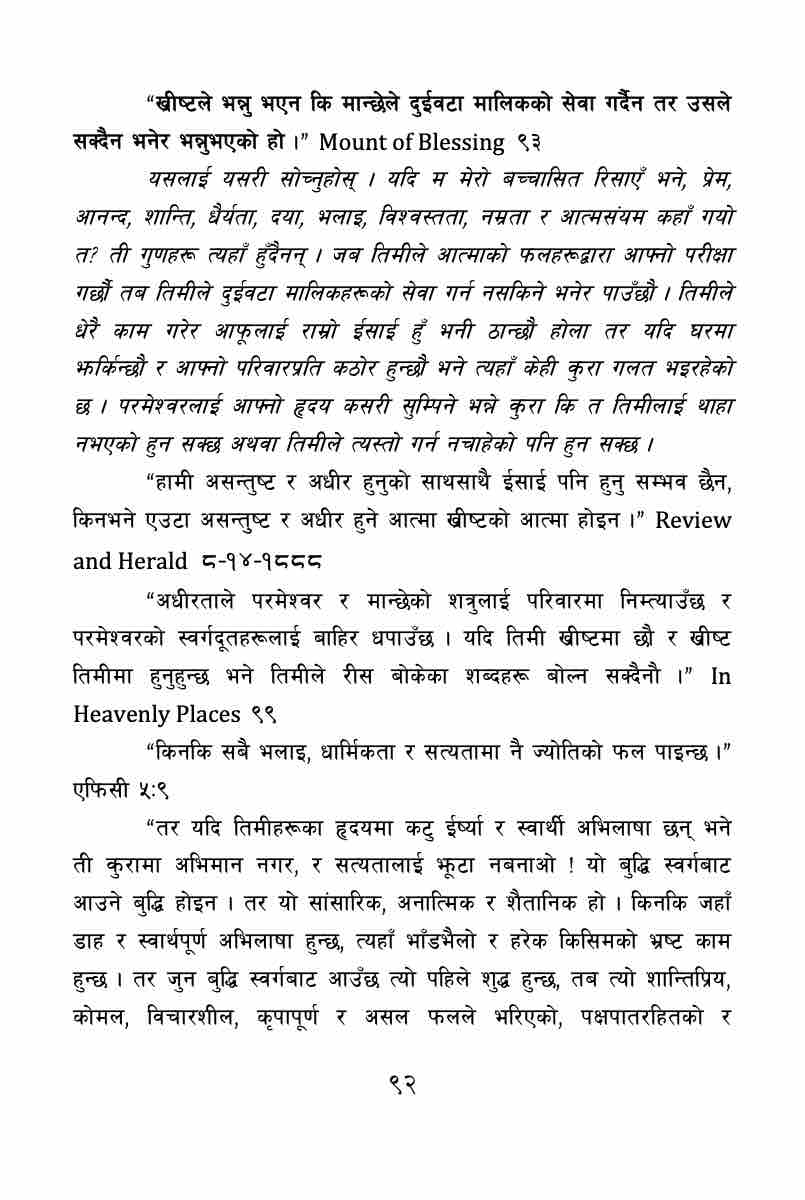 “ख्रीष्टले भन्नु भएन कि मान्छेले दुईवटा मालिकको सेवा गर्दैन तर उसले
सक्दैन भनेर भन्नुभएको हो ।” Mount of Blessing ९३
यसलाई यसरी सोच्नुहोस् । यदि म मेरो बच्चासित रिसाएँ भने, प्रेम,
आनन्द, शान्ति, धैर्यता, दया, भलाइ, विश्वस्तता, नम्रता र आत्मसंयम कहाँ गयो
त? ती गुणहरू त्यहाँ हुँदैनन् । जब तिमीले आत्माको फलहरूद्वारा आफ्नो परीक्षा
गर्छौ तब तिमीले दुईवटा मालिकहरूको सेवा गर्न नसकिने भनेर पाउँछौ । तिमीले
धेरै काम गरेर आफूलाई राम्रो ईसाई हुँ भनी ठान्छौ होला तर यदि घरमा
झर्किन्छौ र आफ्नो परिवारप्रति कठोर हुन्छौ भने त्यहाँ केही कुरा गलत भइरहेको
छ । परमेश्वरलाई आफ्नो हृदय कसरी सुम्पिने भन्ने कुरा कि त तिमीलाई थाहा
नभएको हुन सक्छ अथवा तिमीले त्यस्तो गर्न नचाहेको पनि हुन सक्छ ।
“हामी असन्तुष्ट र अधीर हुनुको साथसाथै ईसाई पनि हुनु सम्भव छैन,
किनभने एउटा असन्तुष्ट र अधीर हुने आत्मा ख्रीष्टको आत्मा होइन ।” Review
and Herald ८-१४-१८८८
“अधीरताले परमेश्वर र मान्छेको शत्रुलाई परिवारमा निम्त्याउँछ र
परमेश्वरको स्वर्गदूतहरूलाई बाहिर धपाउँछ । यदि तिमी ख्रीष्टमा छौ र ख्रीष्ट
तिमीमा हुनुहुन्छ भने तिमीले रीस बोकेका शब्दहरू बोल्न सक्दैनौ ।” In
Heavenly Places ९९
“किनकि सबै भलाइ, धार्मिकता र सत्यतामा नै ज्योतिको फल पाइन्छ ।”
एफिसी ५:९
“तर यदि तिमीहरूका हृदयमा कटु ईर्ष्या र स्वार्थी अभिलाषा छन् भने
ती कुरामा अभिमान नगर, र सत्यतालाई झूटा नबनाओ ! यो बुद्धि स्वर्गबाट
आउने बुद्धि होइन । तर यो सांसारिक, अनात्मिक र शैतानिक हो । किनकि जहाँ
डाह र स्वार्थपूर्ण अभिलाषा हुन्छ, त्यहाँ भाँडभैलो र हरेक किसिमको भ्रष्ट काम
हुन्छ । तर जुन बुद्धि स्वर्गबाट आउँछ त्यो पहिले शुद्ध हुन्छ, तब त्यो शान्तिप्रिय,
कोमल, विचारशील, कृपापूर्ण र असल फलले भरिएको, पक्षपातरहितको र
९२